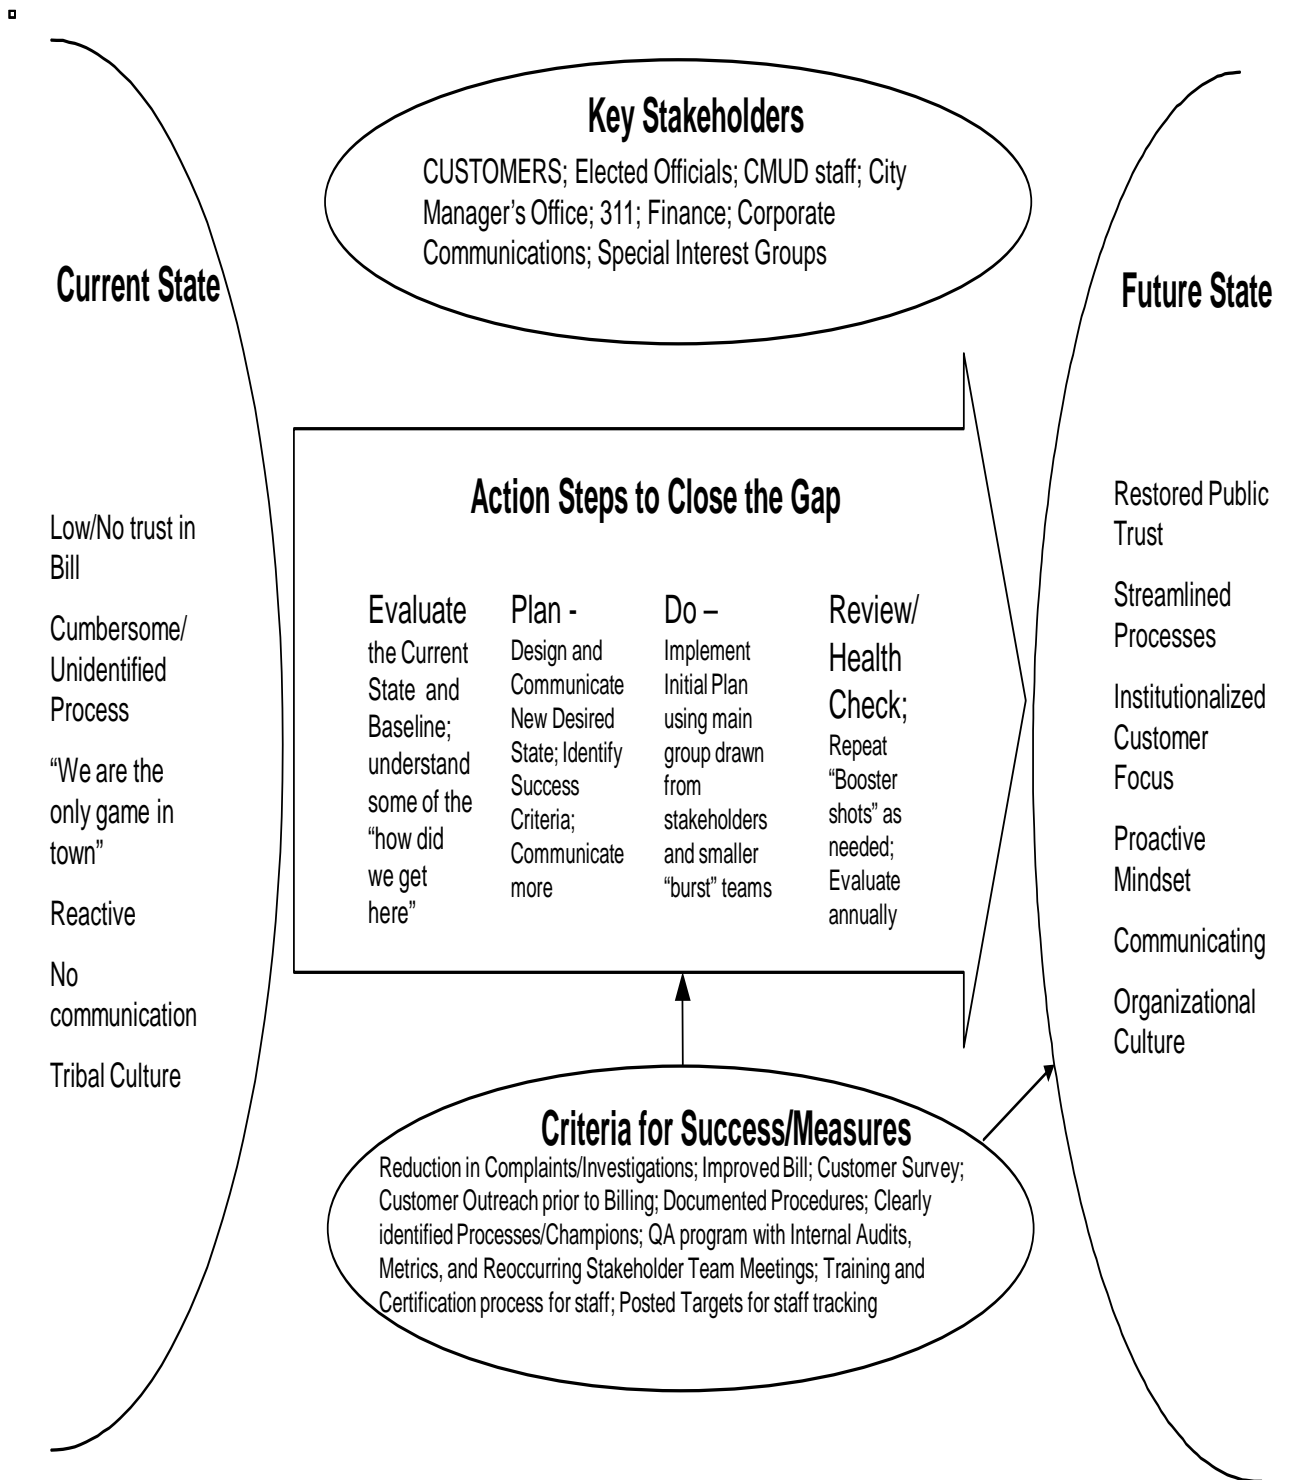 Key Stakeholders
CUSTOMERS; Elected Officials; CMUD staff; City
Manager's Office; 311; Finance; Corporate
Communications; Special Interest Groups
Current State
Low/No trust in
Bill
Cumbersome/
Unidentified
Process
“We are the
only game in
town”
Reactive
No
communication
Tribal Culture
Action Steps to Close the Gap
Evaluate
the Current
State and
Baseline;
understand
some of the
“how did
we get
here”
Plan -
Design and
Communicate
New Desired
State; Identify
Success
Criteria;
Communicate
more
Do –
Implement
Initial Plan
using main
group drawn
from
stakeholders
and smaller
“burst” teams
Review/
Health
Check;
Repeat
“Booster
shots” as
needed;
Evaluate
annually
Future State
Restored Public
Trust
Streamlined
Processes
Institutionalized
Customer
Focus
Proactive
Mindset
Communicating
Organizational
Culture
Criteria for Success/Measures
Reduction in Complaints/Investigations; Improved Bill; Customer Survey;
Customer Outreach prior to Billing; Documented Procedures; Clearly
identified Processes/Champions; QA program with Internal Audits,
Metrics, and Reoccurring Stakeholder Team Meetings; Training and
Certification process for staff; Posted Targets for staff tracking